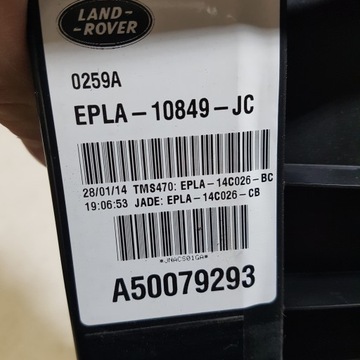 LAND-
-ROVER
0259A
EPLA-10849-JC
28/01/14 TMS470: EPLA-14C026-BC
19:06:53 JADE: EPLA-14C026-CB
*JNACS01GA*
A50079293